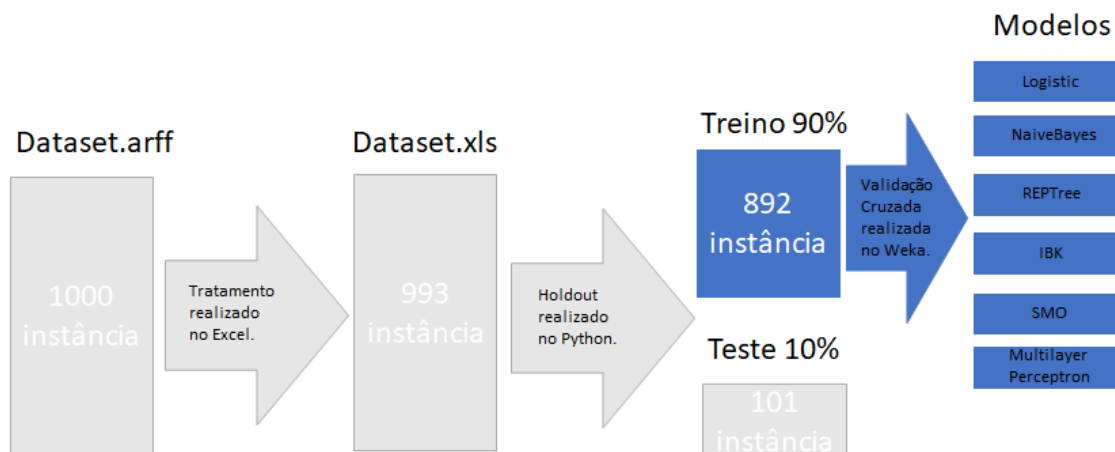 Modelos
Logistic
Dataset.arff
Dataset.xls
Treino 90%
NaiveBayes
1000
instância
Tratamento
realizado
no Excel.
993
instância
Holdout
realizado
no Python.
892
instância
Validação
Cruzada
realizada
no Weka.
REPTree
IBK
SMO
Multilayer
Perceptron
Teste 10%
101
instância